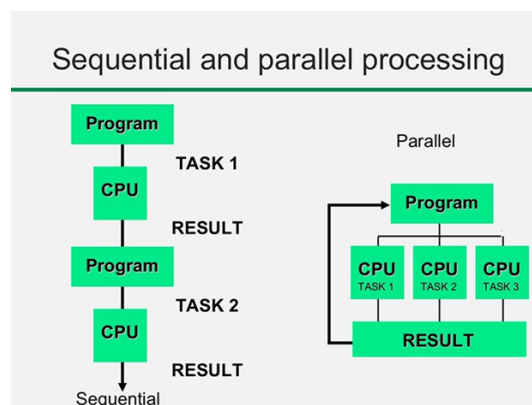 Sequential and parallel processing
Program
TASK 1
CPU
RESULT
Program
TASK 2
CPU
RESULT
Sequential
Parallel
Program
CPU CPU CPU
TASK 1 TASK 2 TASK 3
RESULT